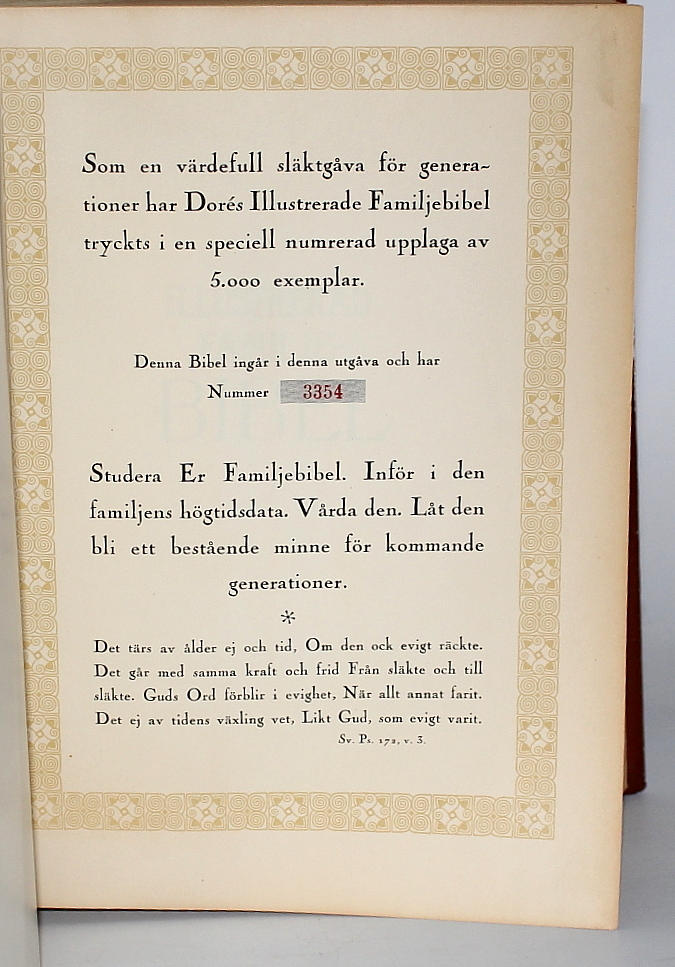 Som en värdefull släktgåva för genera-
tioner har Dorés Illustrerade Familjebibel
tryckts i en speciell numrerad upplaga av
5.000 exemplar.
Denna Bibel ingår i denna utgåva och har
Nummer 3354
Studera Er Familjebibel. Inför i den
familjens högtidsdata. Vårda den. Låt den
bli ett bestående minne för kommande
generationer.
*
Det tärs av ålder ej och tid, Om den ock evigt räckte.
Det går med samma kraft och frid Från släkte och till
släkte. Guds Ord förblir i evighet, När allt annat farit.
Det ej av tidens växling vet, Likt Gud, som evigt varit.
Sv. Ps. 172, v. 3.